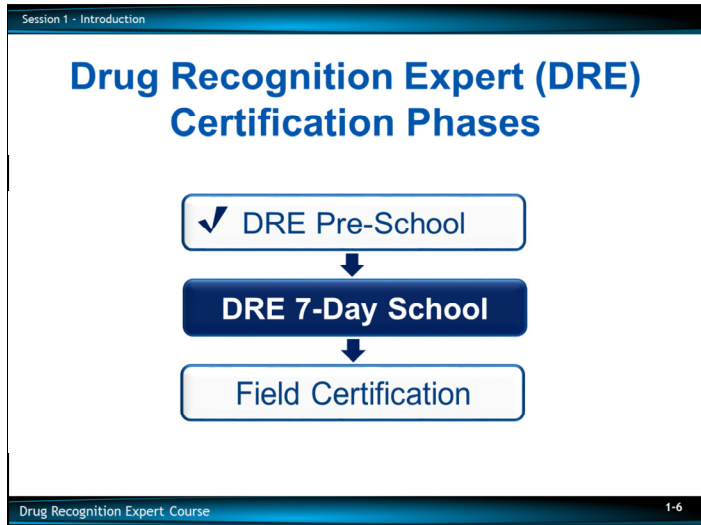 Session 1 - Introduction
Drug Recognition Expert (DRE)
Certification Phases
DRE Pre-School
DRE 7-Day School
Field Certification
Drug Recognition Expert Course
1-6